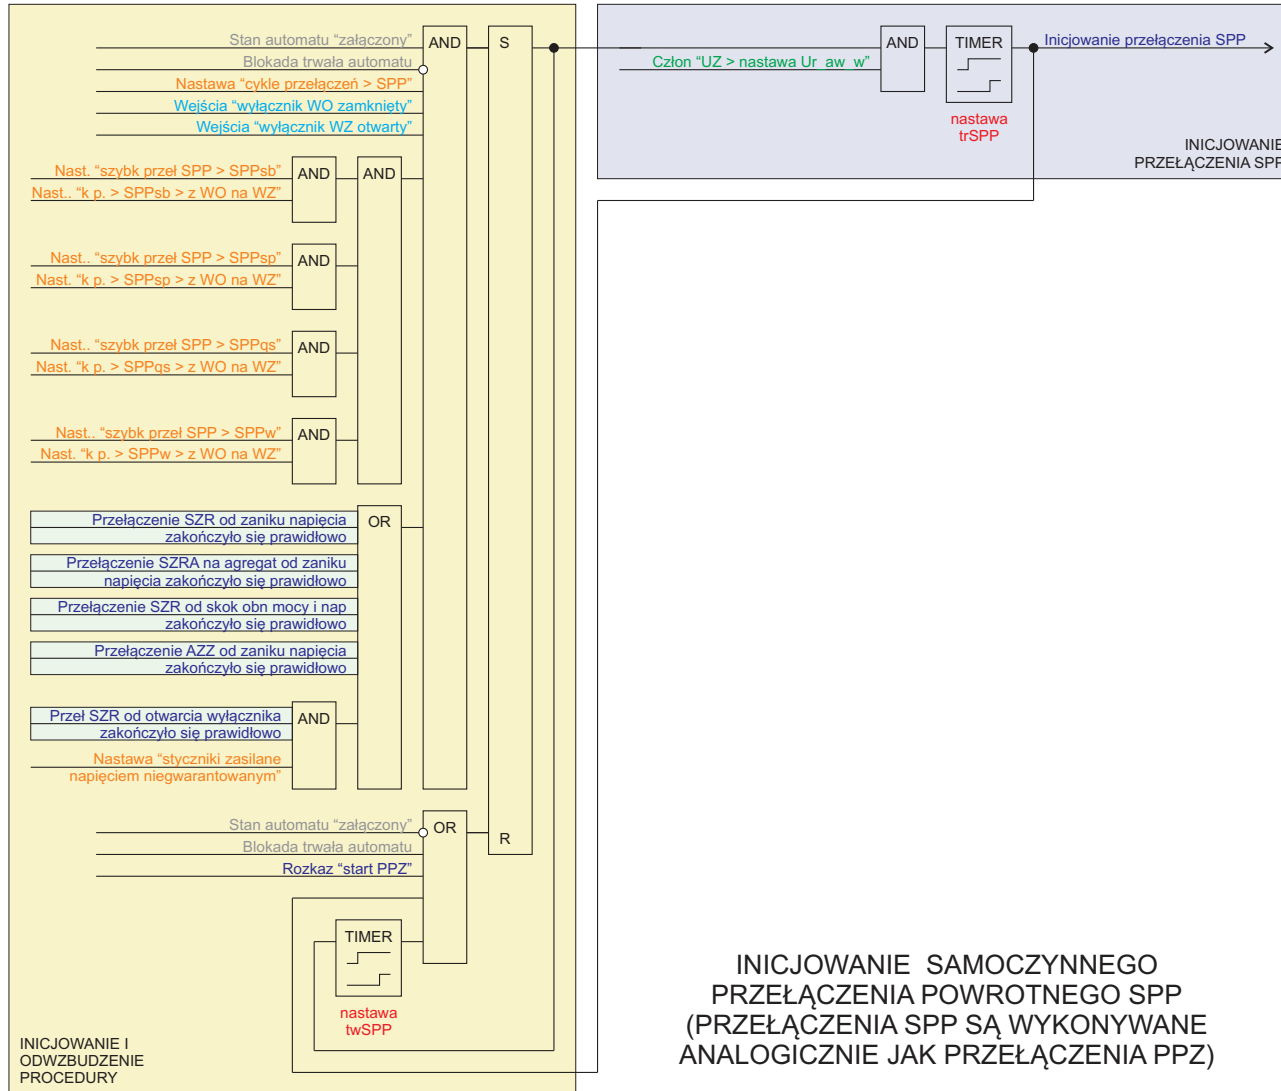 Stan automatu “załączony”
Blokada trwała automatu
Nastawa “cykle przełączeń > SPP”
Wejścia “wyłącznik WO zamknięty”
Wejścia “wyłącznik WZ otwarty”
AND
S
Nast. “szybk przeł SPP > SPPsb”
Nast.. “k p. > SPPsb > z WO na WZ”
AND
AND
Nast.. “szybk przeł SPP > SPPsp”
Nast. “k p. > SPPsp > z WO na WZ”
AND
Nast.. “szybk przeł SPP > SPPqs”
Nast. “k p. > SPPqs > z WO na WZ”
AND
Nast.. “szybk przeł SPP > SPPw”
Nast. “k p. > SPPw > z WO na WZ”
AND
Przełączenie SZR od zaniku napięcia
zakończyło się prawidłowo
OR
Przełączenie SZRA na agregat od zaniku
napięcia zakończyło się prawidłowo
Przełączenie SZR od skok obn mocy i nap
zakończyło się prawidłowo
Przełączenie AZZ od zaniku napięcia
zakończyło się prawidłowo
Przeł SZR od otwarcia wyłącznika
zakończyło się prawidłowo
AND
Nastawa “styczniki zasilane
napięciem niegwarantowanym”
Stan automatu “załączony”
Blokada trwała automatu
Rozkaz “start PPZ”
OR
R
TIMER
nastawa
twSPP
INICJOWANIE I
ODWZBUDZENIE
PROCEDURY
Człon “UZ > nastawa Ur aw w”
AND
TIMER
nastawa
trSPP
Inicjowanie przełączenia SPP
INICJOWANIE
PRZEŁĄCZENIA SPP
INICJOWANIE SAMOCZYNNEGO
PRZEŁĄCZENIA POWROTNEGO SPP
(PRZEŁĄCZENIA SPP SĄ WYKONYWANE
ANALOGICZNIE JAK PRZEŁĄCZENIA PPZ)